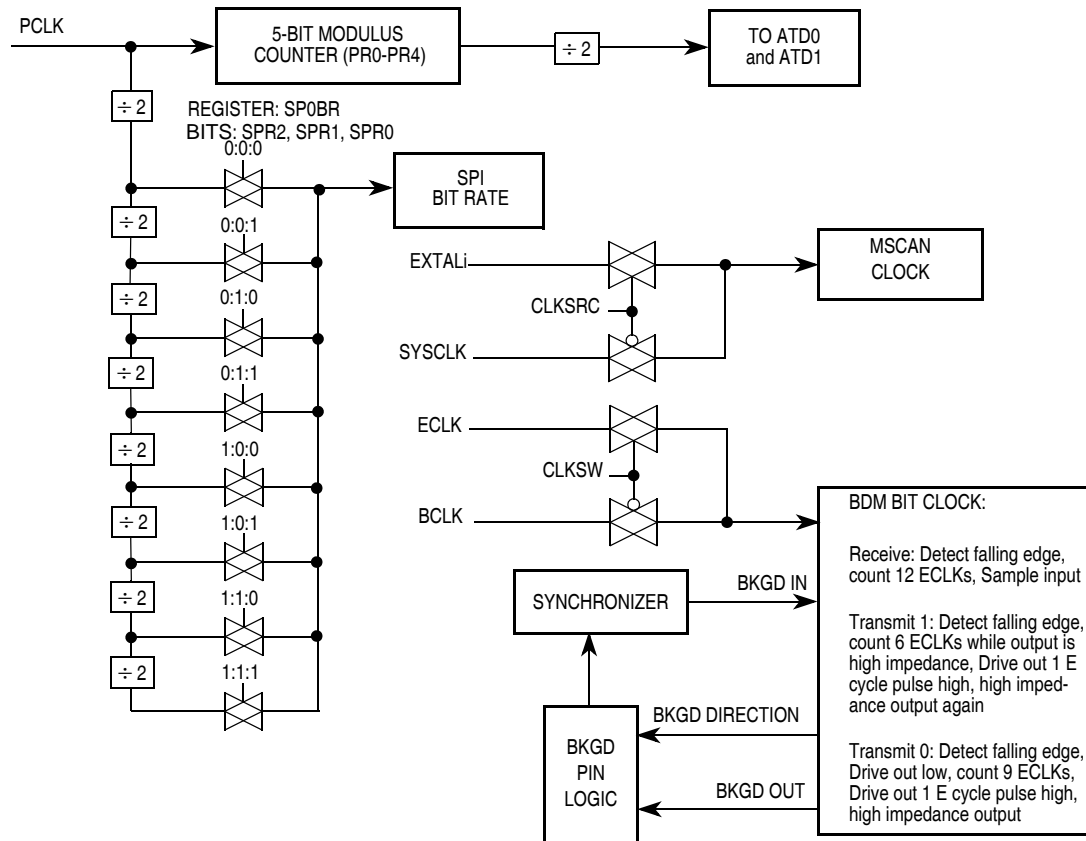 PCLK
5-BIT MODULUS
COUNTER (PR0-PR4)
÷ 2
TO ATD0
and ATD1
÷ 2
REGISTER: SP0BR
BITS: SPR2, SPR1, SPR0
0:0:0
SPI
BIT RATE
÷ 2
0:0:1
÷ 2
0:1:0
÷ 2
0:1:1
÷ 2
1:0:0
÷ 2
1:0:1
÷ 2
1:1:0
÷ 2
1:1:1
EXTALi
CLKSRC
SYSCLK
MSCAN
CLOCK
ECLK
CLKSW
BCLK
BDM BIT CLOCK:
Receive: Detect falling edge,
count 12 ECLKs, Sample input
Transmit 1: Detect falling edge,
count 6 ECLKs while output is
high impedance, Drive out 1 E
cycle pulse high, high imped-
ance output again
Transmit 0: Detect falling edge,
Drive out low, count 9 ECLKs,
Drive out 1 E cycle pulse high,
high impedance output
SYNCHRONIZER
BKGD IN
BKGD DIRECTION
BKGD OUT
BKGD
PIN
LOGIC